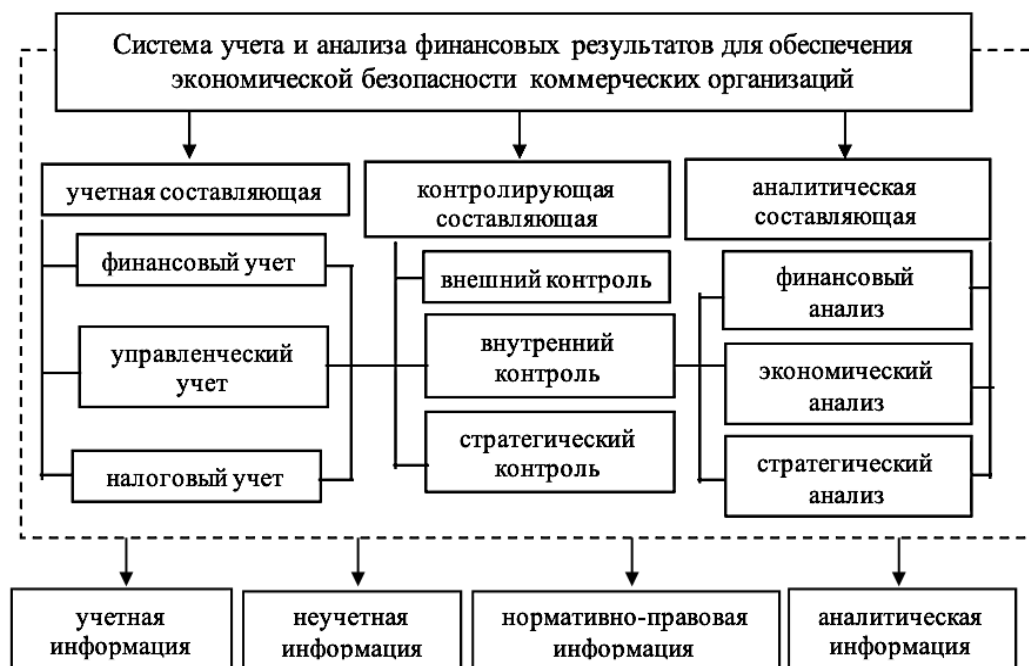 Система учета и анализа финансовых результатов для обеспечения
экономической безопасности коммерческих организаций
учетная составляющая
контролирующая
составляющая
аналитическая
составляющая
финансовый учет
управленческий
учет
налоговый учет
внешний контроль
внутренний
контроль
стратегический
контроль
финансовый
анализ
экономический
анализ
стратегический
анализ
учетная
информация
неучетная
информация
нормативно-правовая
информация
аналитическая
информация